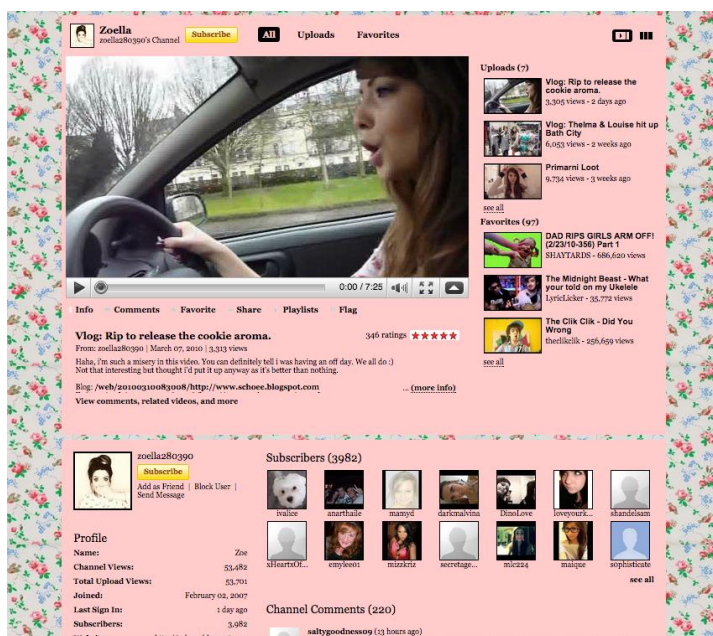 Zoella
zoella280390's Channel
Subscribe
All
Uploads
Favorites
Uploads (7)
Vlog: Rip to release the
cookie aroma.
3,305 views - 2 days ago
Vlog: Thelma & Louise hit up
Bath City
6,053 views - 2 weeks ago
Primarni Loot
9,734 views - 3 weeks ago
see all
Favorites (97)
DAD RIPS GIRLS ARM OFF!
(2/23/10-356) Part 1
SHAYTARDS - 686,620 views
The Midnight Beast - What
your told on my Ukelele
LyricLicker - 35,772 views
The Clik Clik - Did You
Wrong
theclikclik - 256,659 views
see all
0:00 / 7:25
Info
Comments
Favorite
Share
Playlists
Flag
Vlog: Rip to release the cookie aroma.
346 ratings
From: zoella280390 | March 07, 2010 | 3,313 views
Haha, i'm such a misery in this video. You can definitely tell i was having an off day. We all do :)
Not that interesting but thought i'd put it up anyway as it's better than nothing.
Blog: /web/20100310083008/http://www.schoee.blogspot.com
... (more info)
View comments, related videos, and more
zoella280390
Subscribe
Add as Friend | Block User |
Send Message
Profile
Name: Zoe
Channel Views: 53,482
Total Upload Views: 53,701
Joined: February 02, 2007
Last Sign In: 1 day ago
Subscribers: 3,982
Subscribers (3982)
ivalice
anarthaile
mamyd
darkmalvina
DinoLove
loveyourk...
shandelsam
xHeartxOf...
emylee01
mizzkriz
secretage...
mlc224
maique
sophisticate
see all
Channel Comments (220)
saltygoodness09 (13 hours ago)